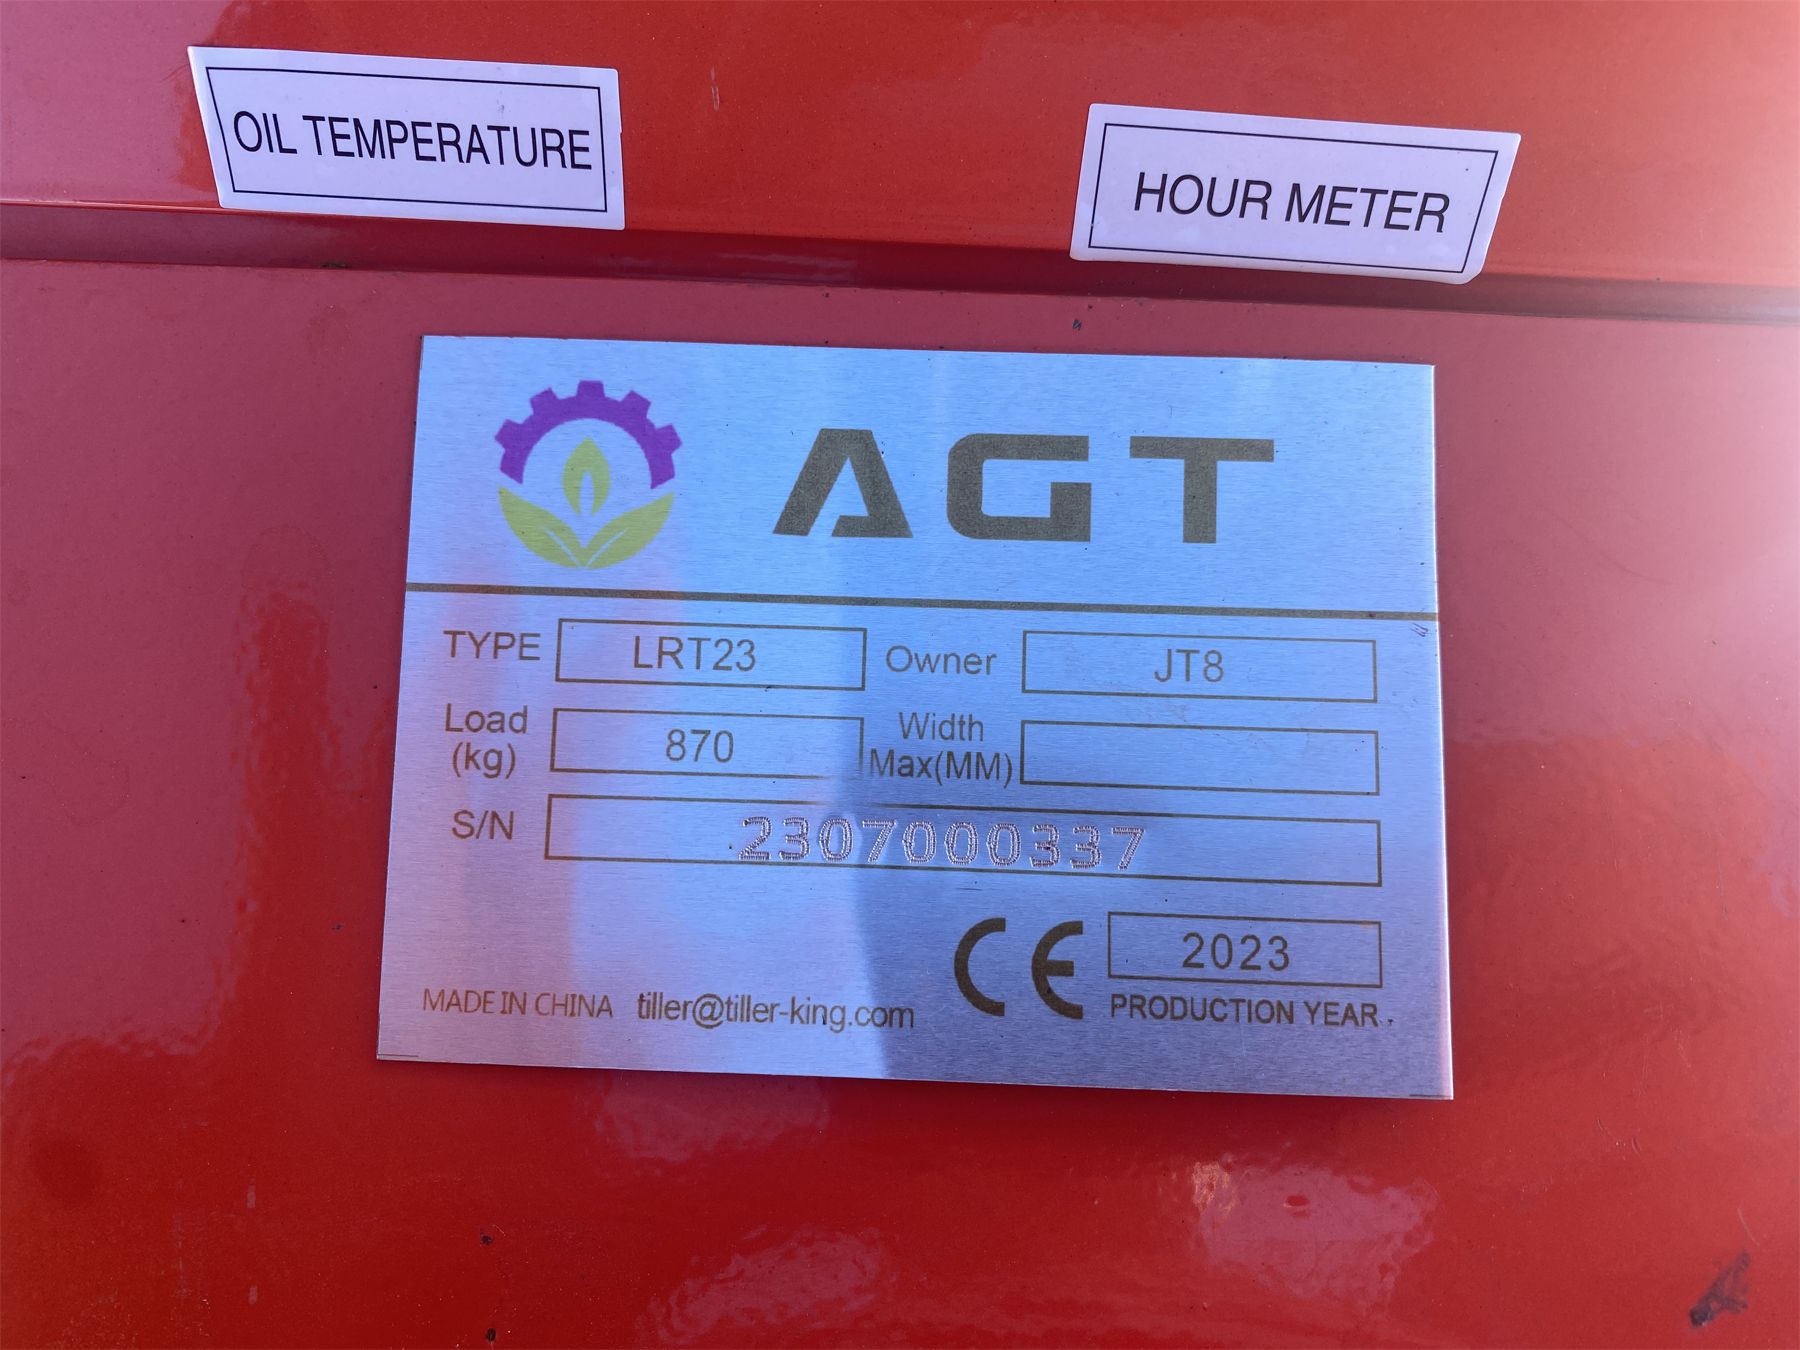 OIL TEMPERATURE
HOUR METER
AGT
TYPE LRT23 Owner JT8
Load (kg) 870 Width Max(MM)
S/N 2307000337
CE 2023
MADE IN CHINA tiller@tiller-king.com PRODUCTION YEAR